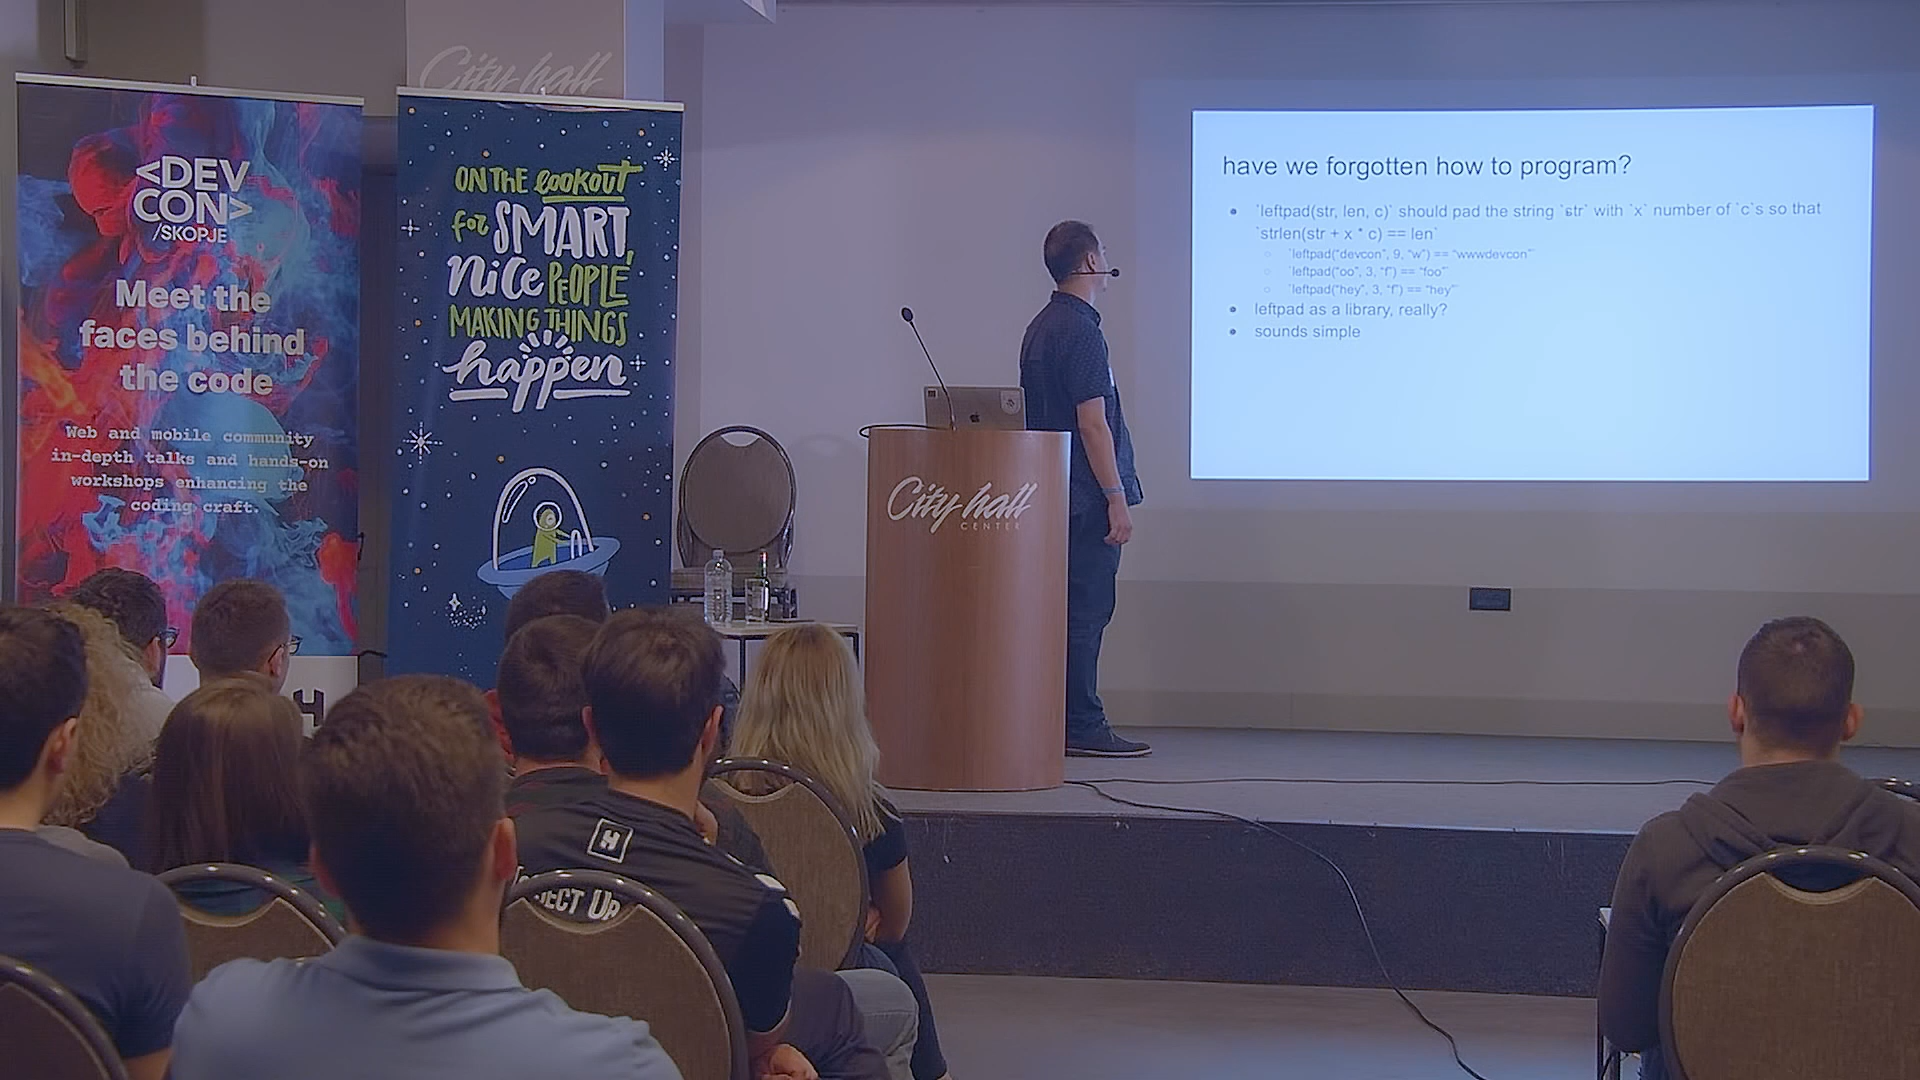 City hall
<DEV
CON>
/SKOPJE
Meet the
faces behind
the code
Web and mobile community
in-depth talks and hands-on
workshops enhancing the
coding craft.
H
ON THE lookout
for SMART,
Nice PEOPLE
MAKING THINGS
happen
have we forgotten how to program?
• `leftpad(str, len, c)` should pad the string `str` with `x` number of `c`s so that
`strlen(str + x * c) == len`
○ `leftpad("devcon", 9, "w") == "wwwdevcon"`
○ `leftpad("oo", 3, "f") == "foo"`
○ `leftpad("hey", 3, "f") == "hey"`
• leftpad as a library, really?
• sounds simple
City hall
CENTER
H
UP